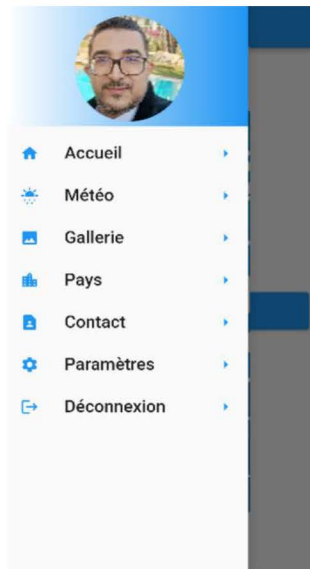 Accueil
Météo
Gallerie
Pays
Contact
Paramètres
Déconnexion